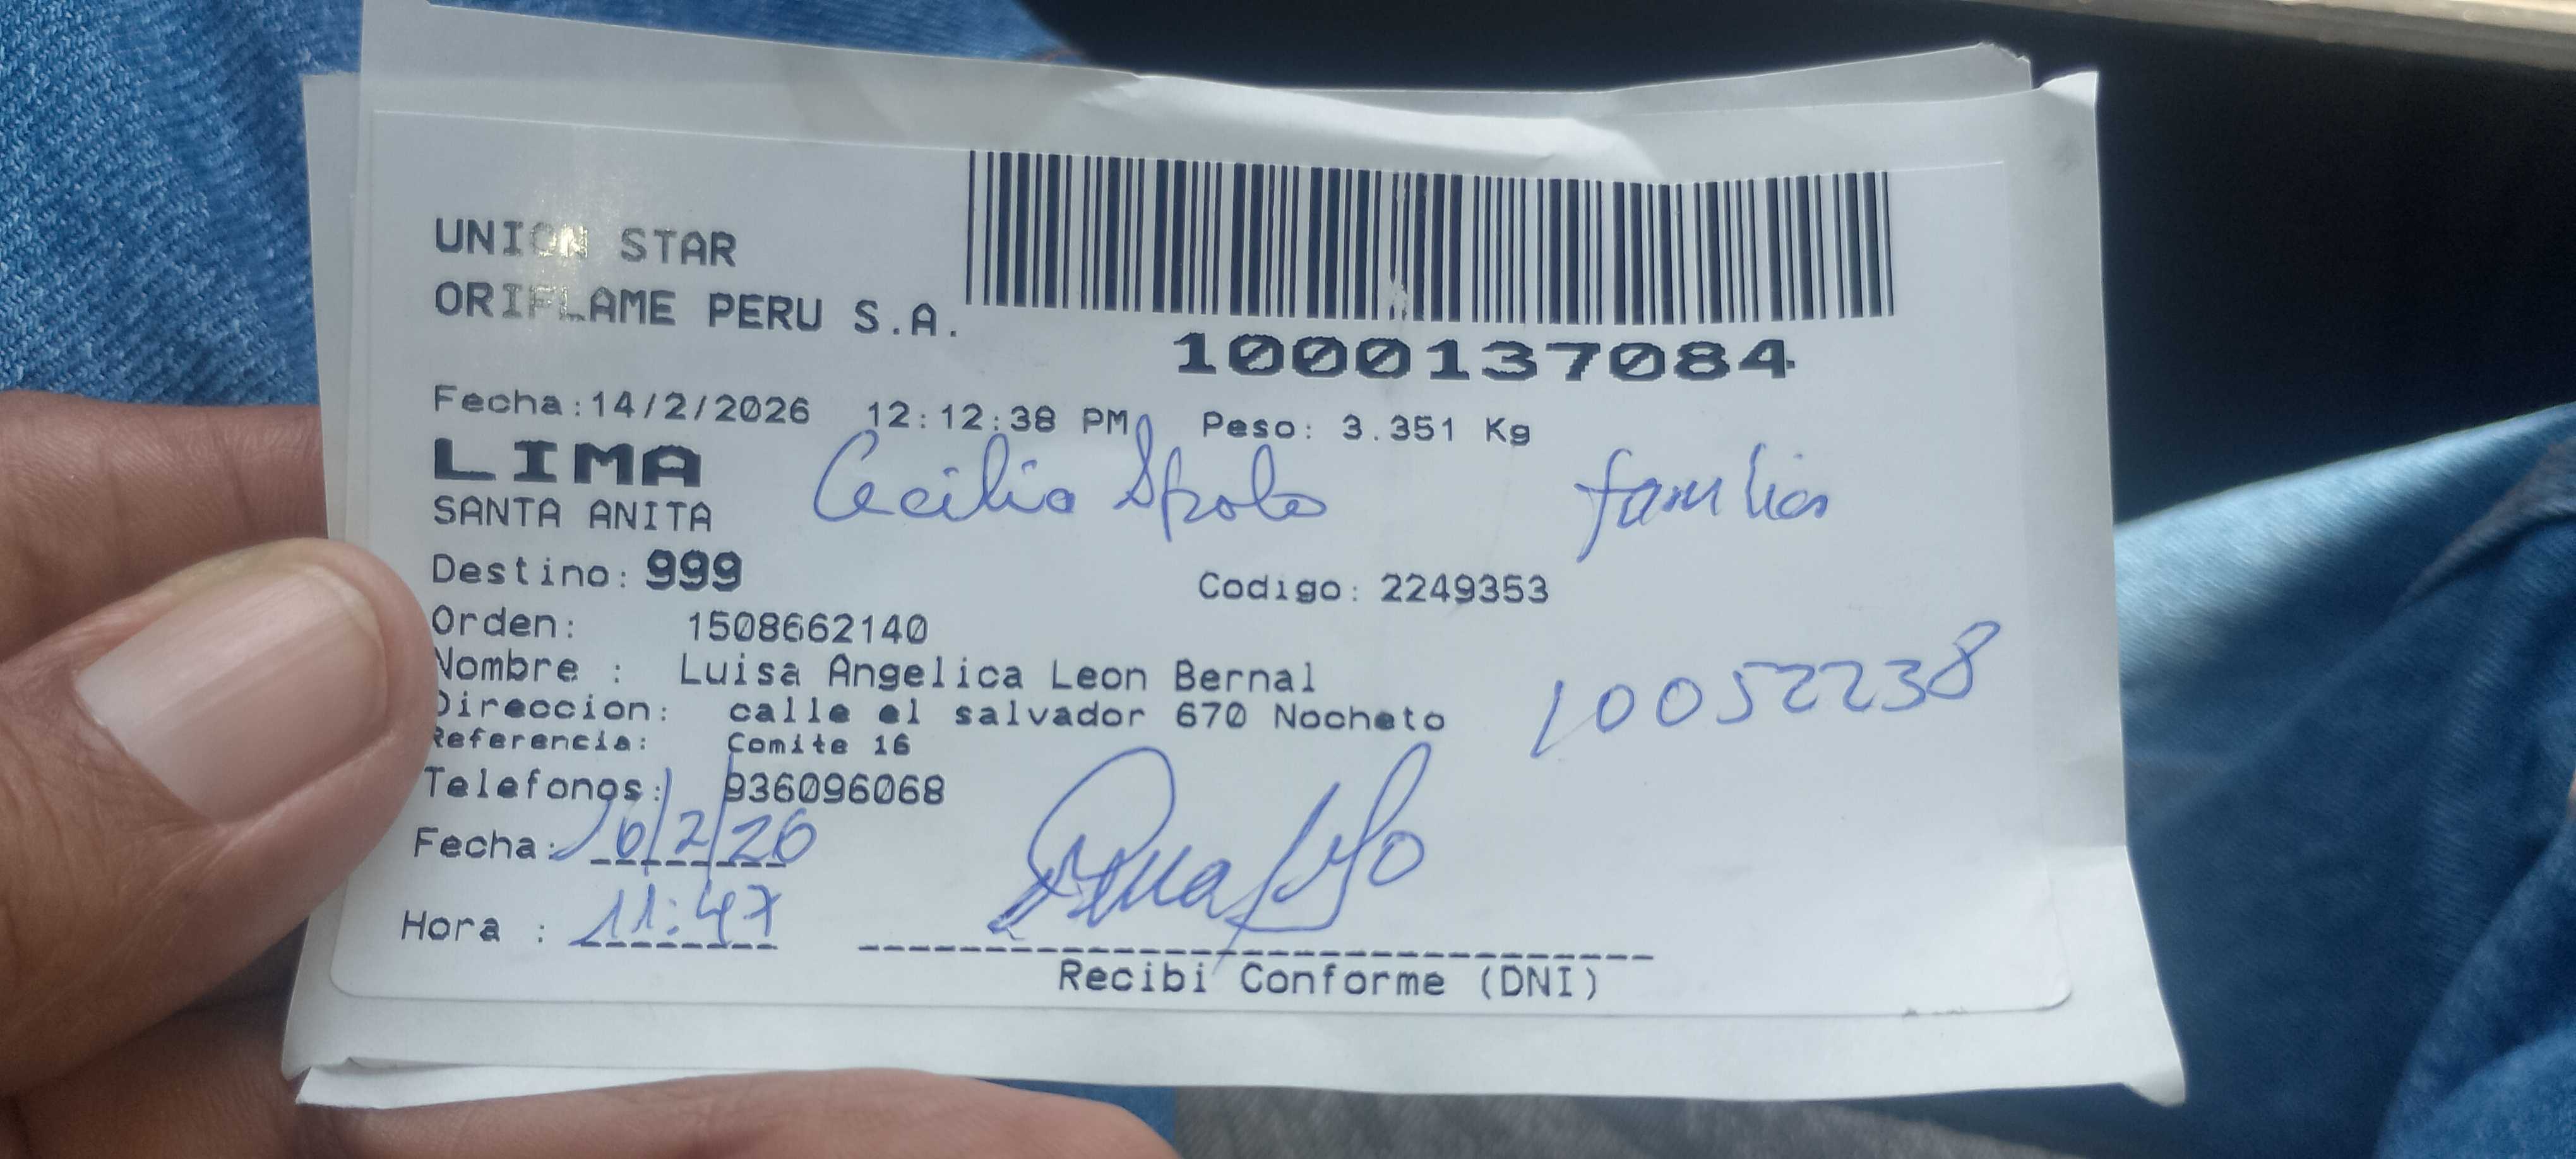 UNION STAR
ORIFLAME PERU S.A.
1000137084
Fecha:14/2/2026 12:12:38 PM Peso: 3.351 Kg
LIMA
Cecilia familia
SANTA ANITA
Destino: 999 Codigo: 2249353
Orden: 1508662140
Nombre : Luisa Angelica Leon Bernal
Direccion: calle el salvador 670 Nocheto
10052238
Referencia: Comite 16
Telefonos: 936096068
Fecha: 16/2/26
Hora : 11:47
Recibi Conforme (DNI)